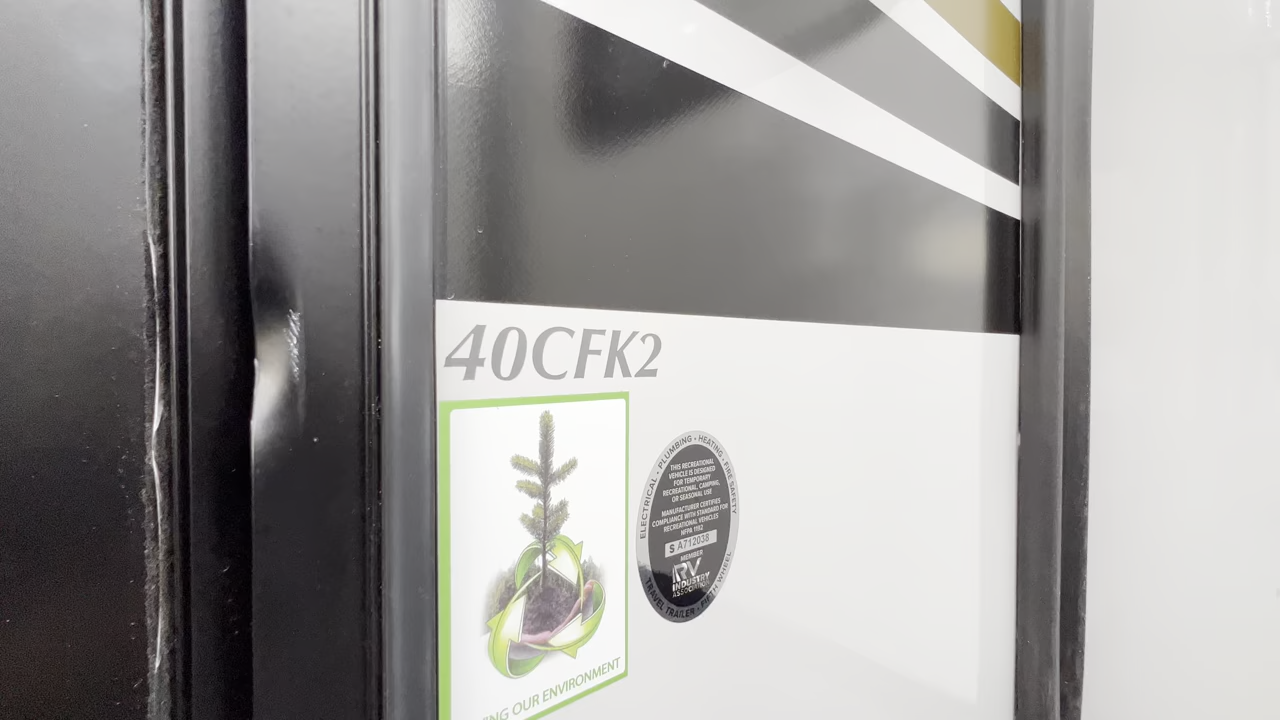 40CFK2
ELECTRICAL • PLUMBING • HEATING • FIRE SAFETY
THIS RECREATIONAL
VEHICLE IS DESIGNED
FOR TEMPORARY
RECREATIONAL, CAMPING,
OR SEASONAL USE
MANUFACTURER CERTIFIES
COMPLIANCE WITH STANDARD FOR
RECREATIONAL VEHICLES
NFPA 1192
S A712038
MEMBER
RV
INDUSTRY
ASSOCIATION
TRAVEL TRAILER - FIFTH WHEEL
OUR ENVIRONMENT